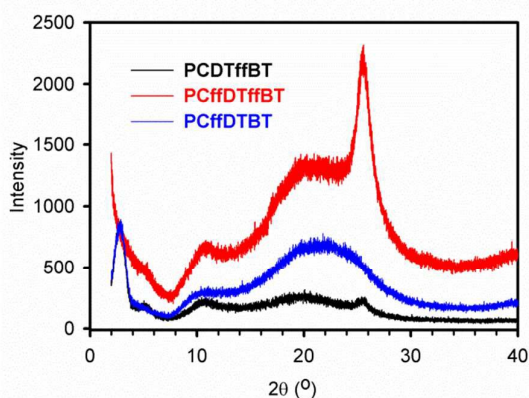 2500
2000
1500
1000
500
0
Intensity
PCDTffBT
PCffDTffBT
PCffDTBT
0 10 20 30 40
2θ (º)